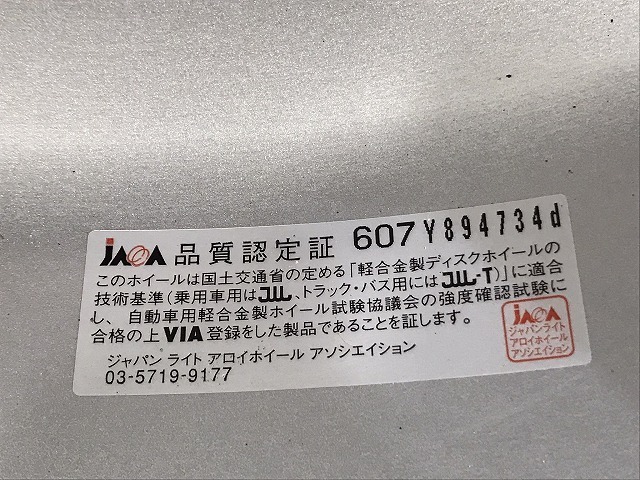 JAWA 品質認定証 607 Y894734d
このホイールは国土交通省の定める「軽合金製ディスクホイールの
技術基準（乗用車用はJWL、トラック・バス用にはJWL-T）」に適合
し、自動車用軽合金製ホイール試験協議会の強度確認試験に
合格の上VIA登録をした製品であることを証します。
ジャパン ライト アロイホイール アソシエイション
03-5719-9177
JAWA
ジャパンライト
アロイホイール
アソシエイション